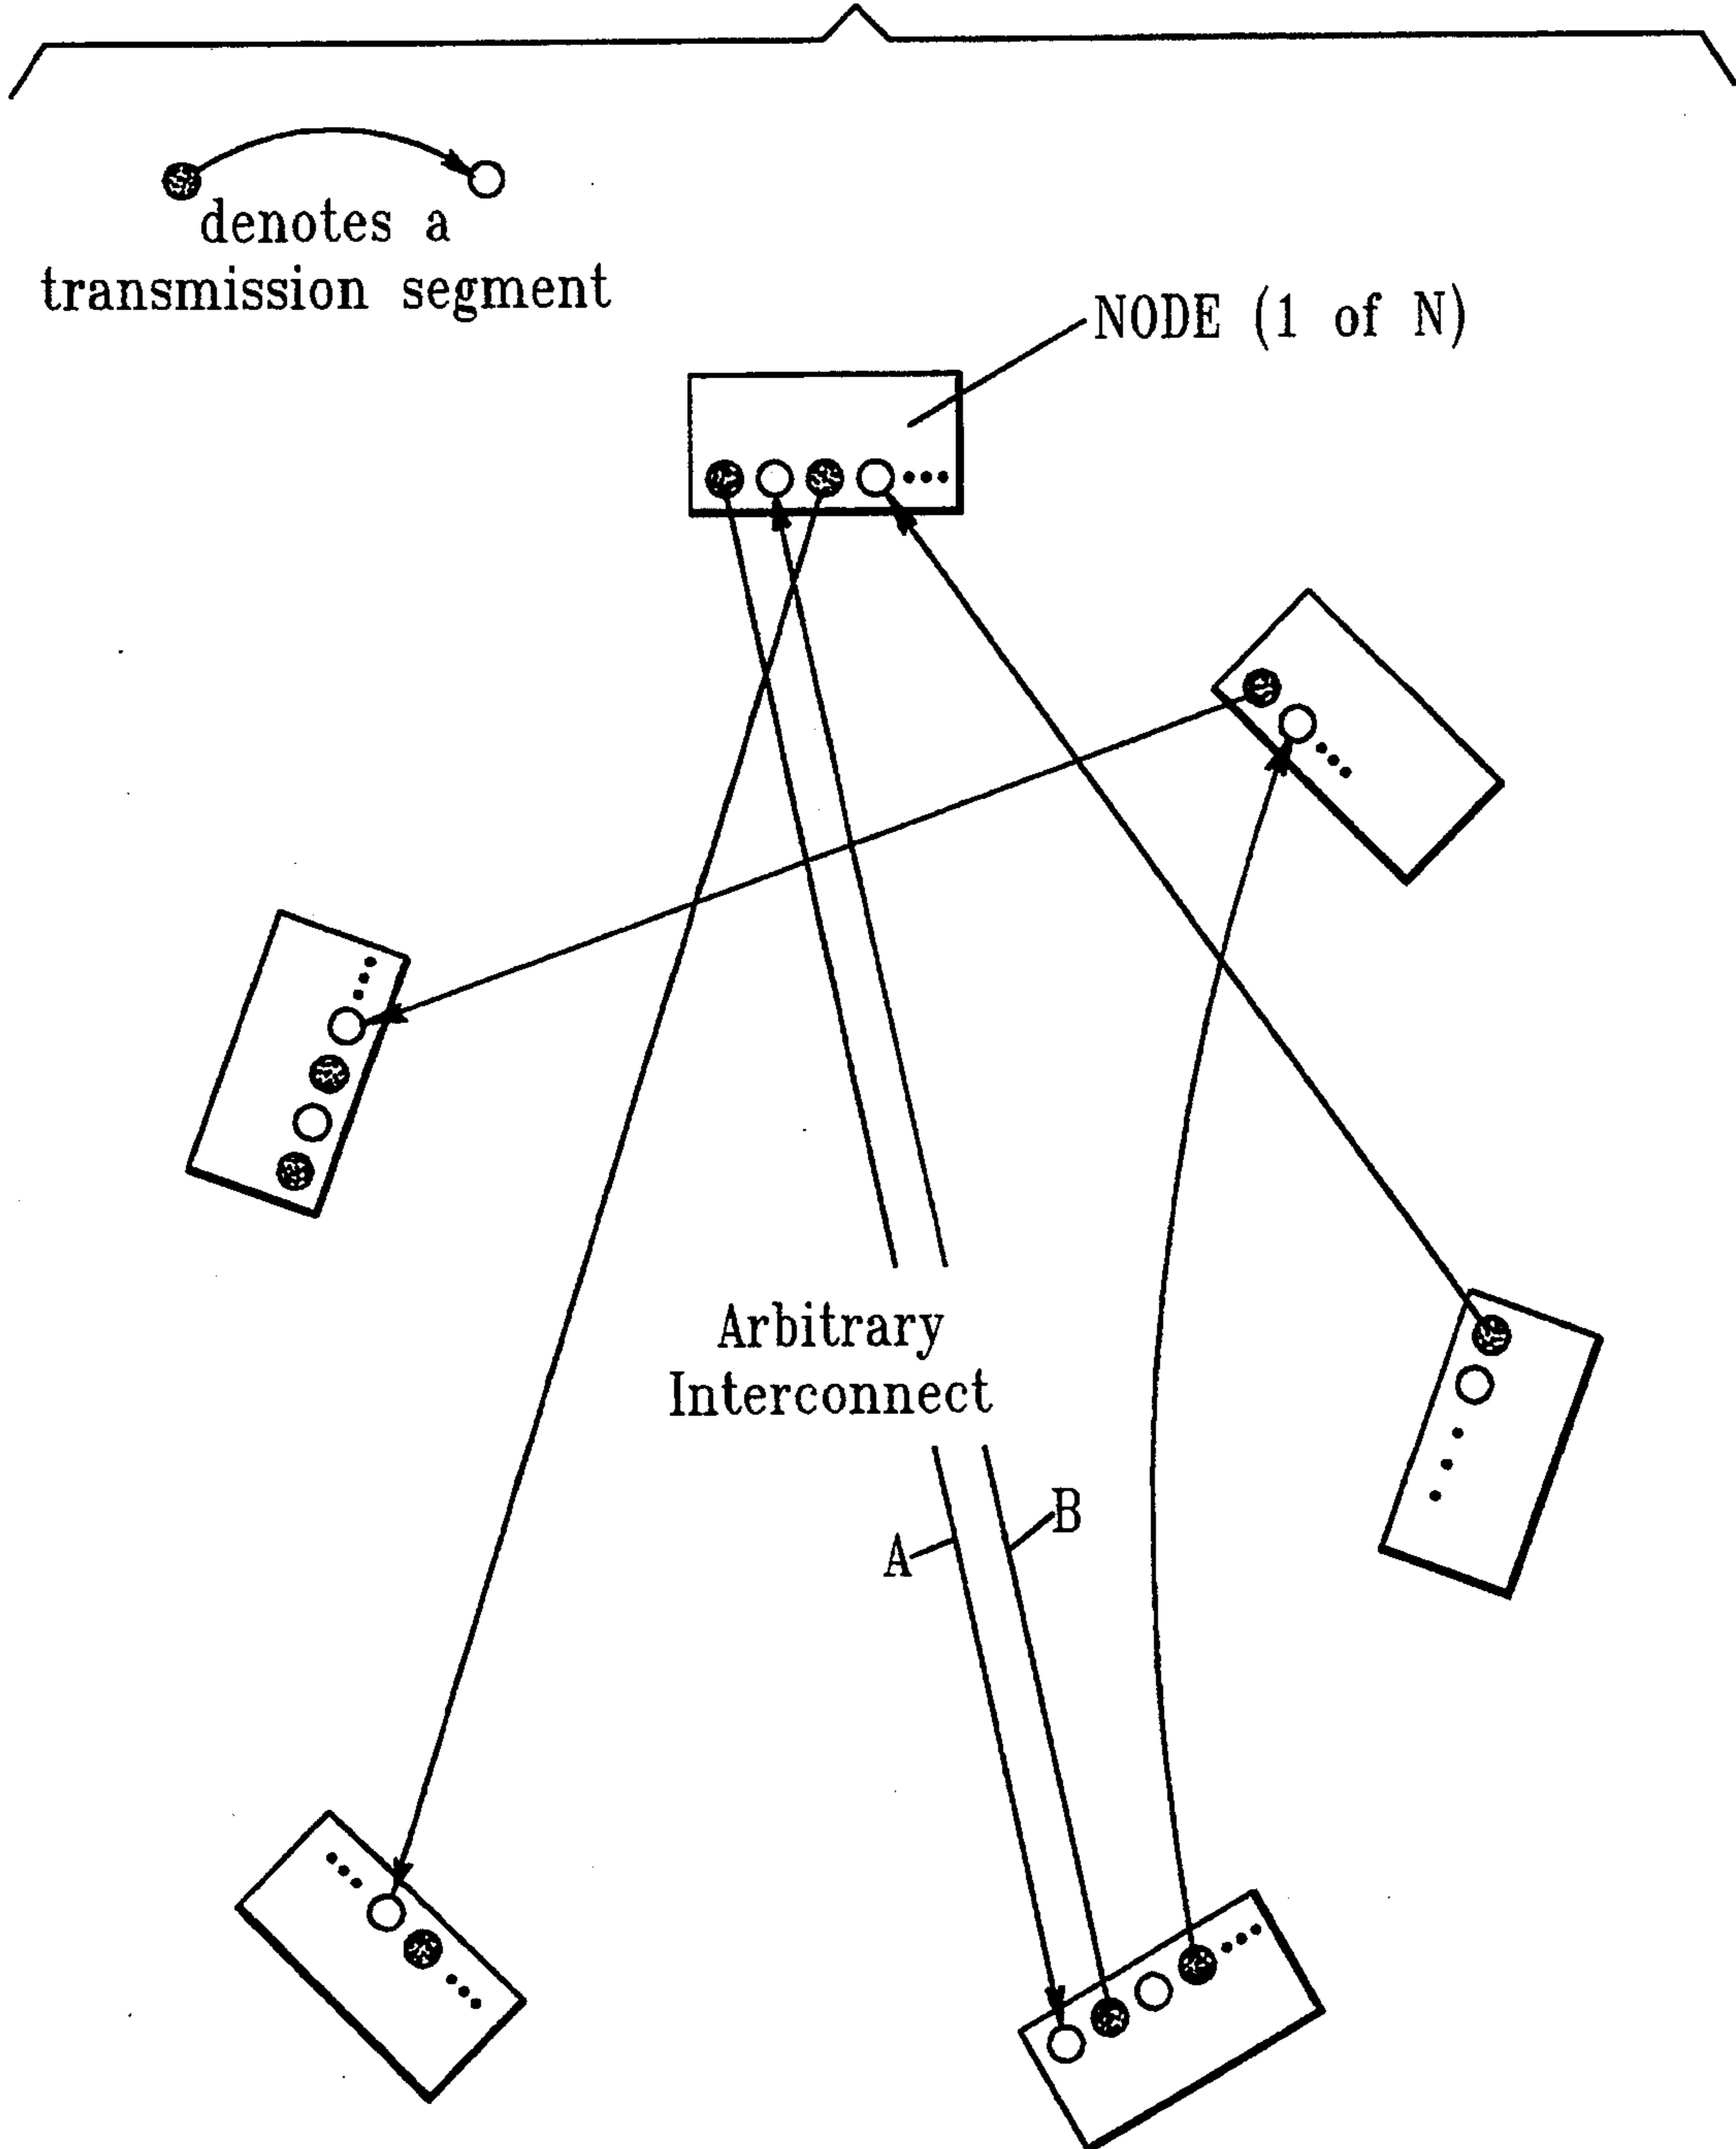 denotes a
transmission segment
NODE (1 of N)
Arbitrary
Interconnect
A
B